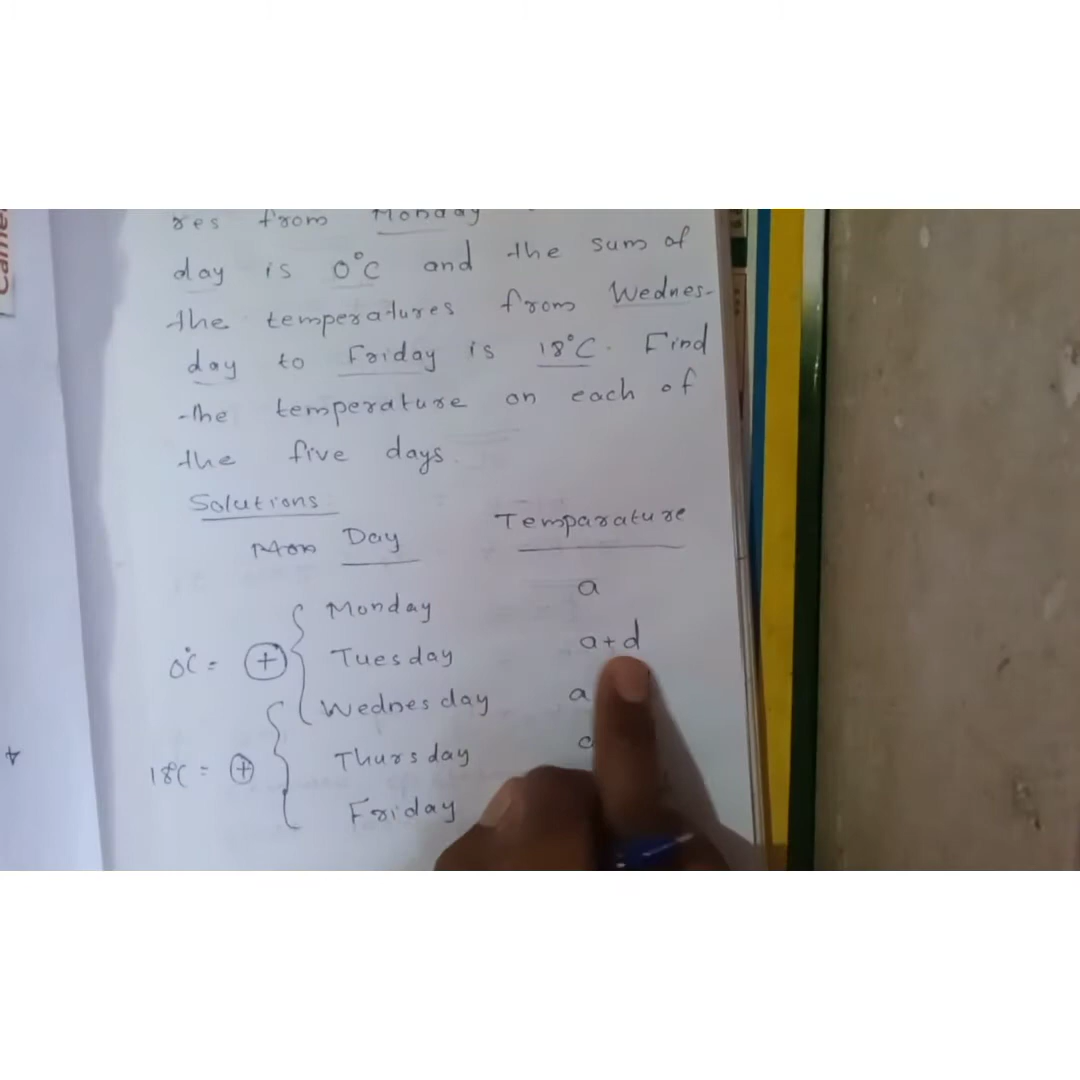 res from Monday
day is 0°C and the sum of
the temperatures from Wednes-
day to Friday is 18°C. Find
the temperature on each of
the five days.
Solutions
Mon Day Temparature
Monday a
0°C = + Tuesday a+d
Wednesday a
18C = + Thursday
Friday